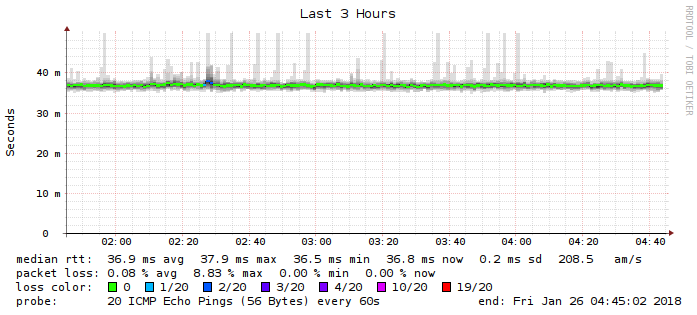 Last 3 Hours
RRDTOOL / TOBI OETIKER
Seconds
40 m
30 m
20 m
10 m
0
02:00 02:20 02:40 03:00 03:20 03:40 04:00 04:20 04:40
median rtt: 36.9 ms avg 37.9 ms max 36.5 ms min 36.8 ms now 0.2 ms sd 208.5 am/s
packet loss: 0.08 % avg 8.83 % max 0.00 % min 0.00 % now
loss color: 0 1/20 2/20 3/20 4/20 10/20 19/20
probe: 20 ICMP Echo Pings (56 Bytes) every 60s end: Fri Jan 26 04:45:02 2018